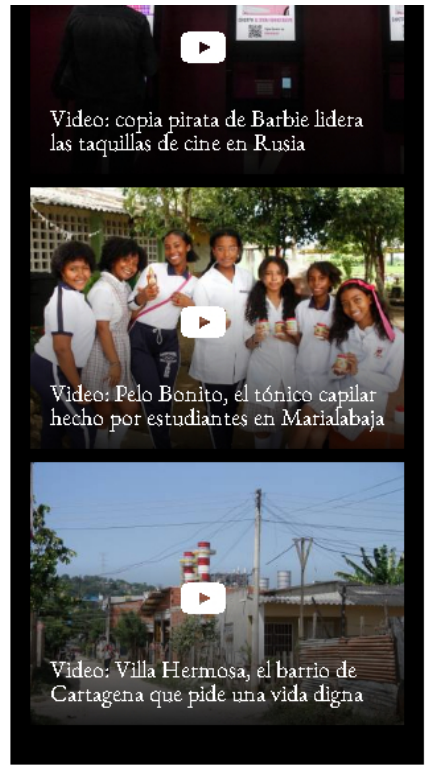 Video: copia pirata de Barbie lidera
las taquillas de cine en Rusia
Video: Pelo Bonito, el tónico capilar
hecho por estudiantes en Marialabaja
Video: Villa Hermosa, el barrio de
Cartagena que pide una vida digna